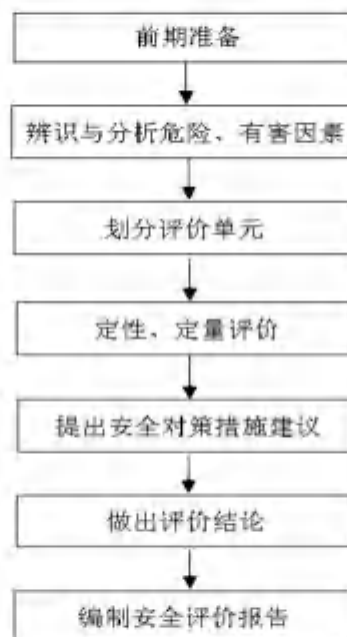 前期准备
辨识与分析危险、有害因素
划分评价单元
定性、定量评价
提出安全对策措施建议
做出评价结论
编制安全评价报告